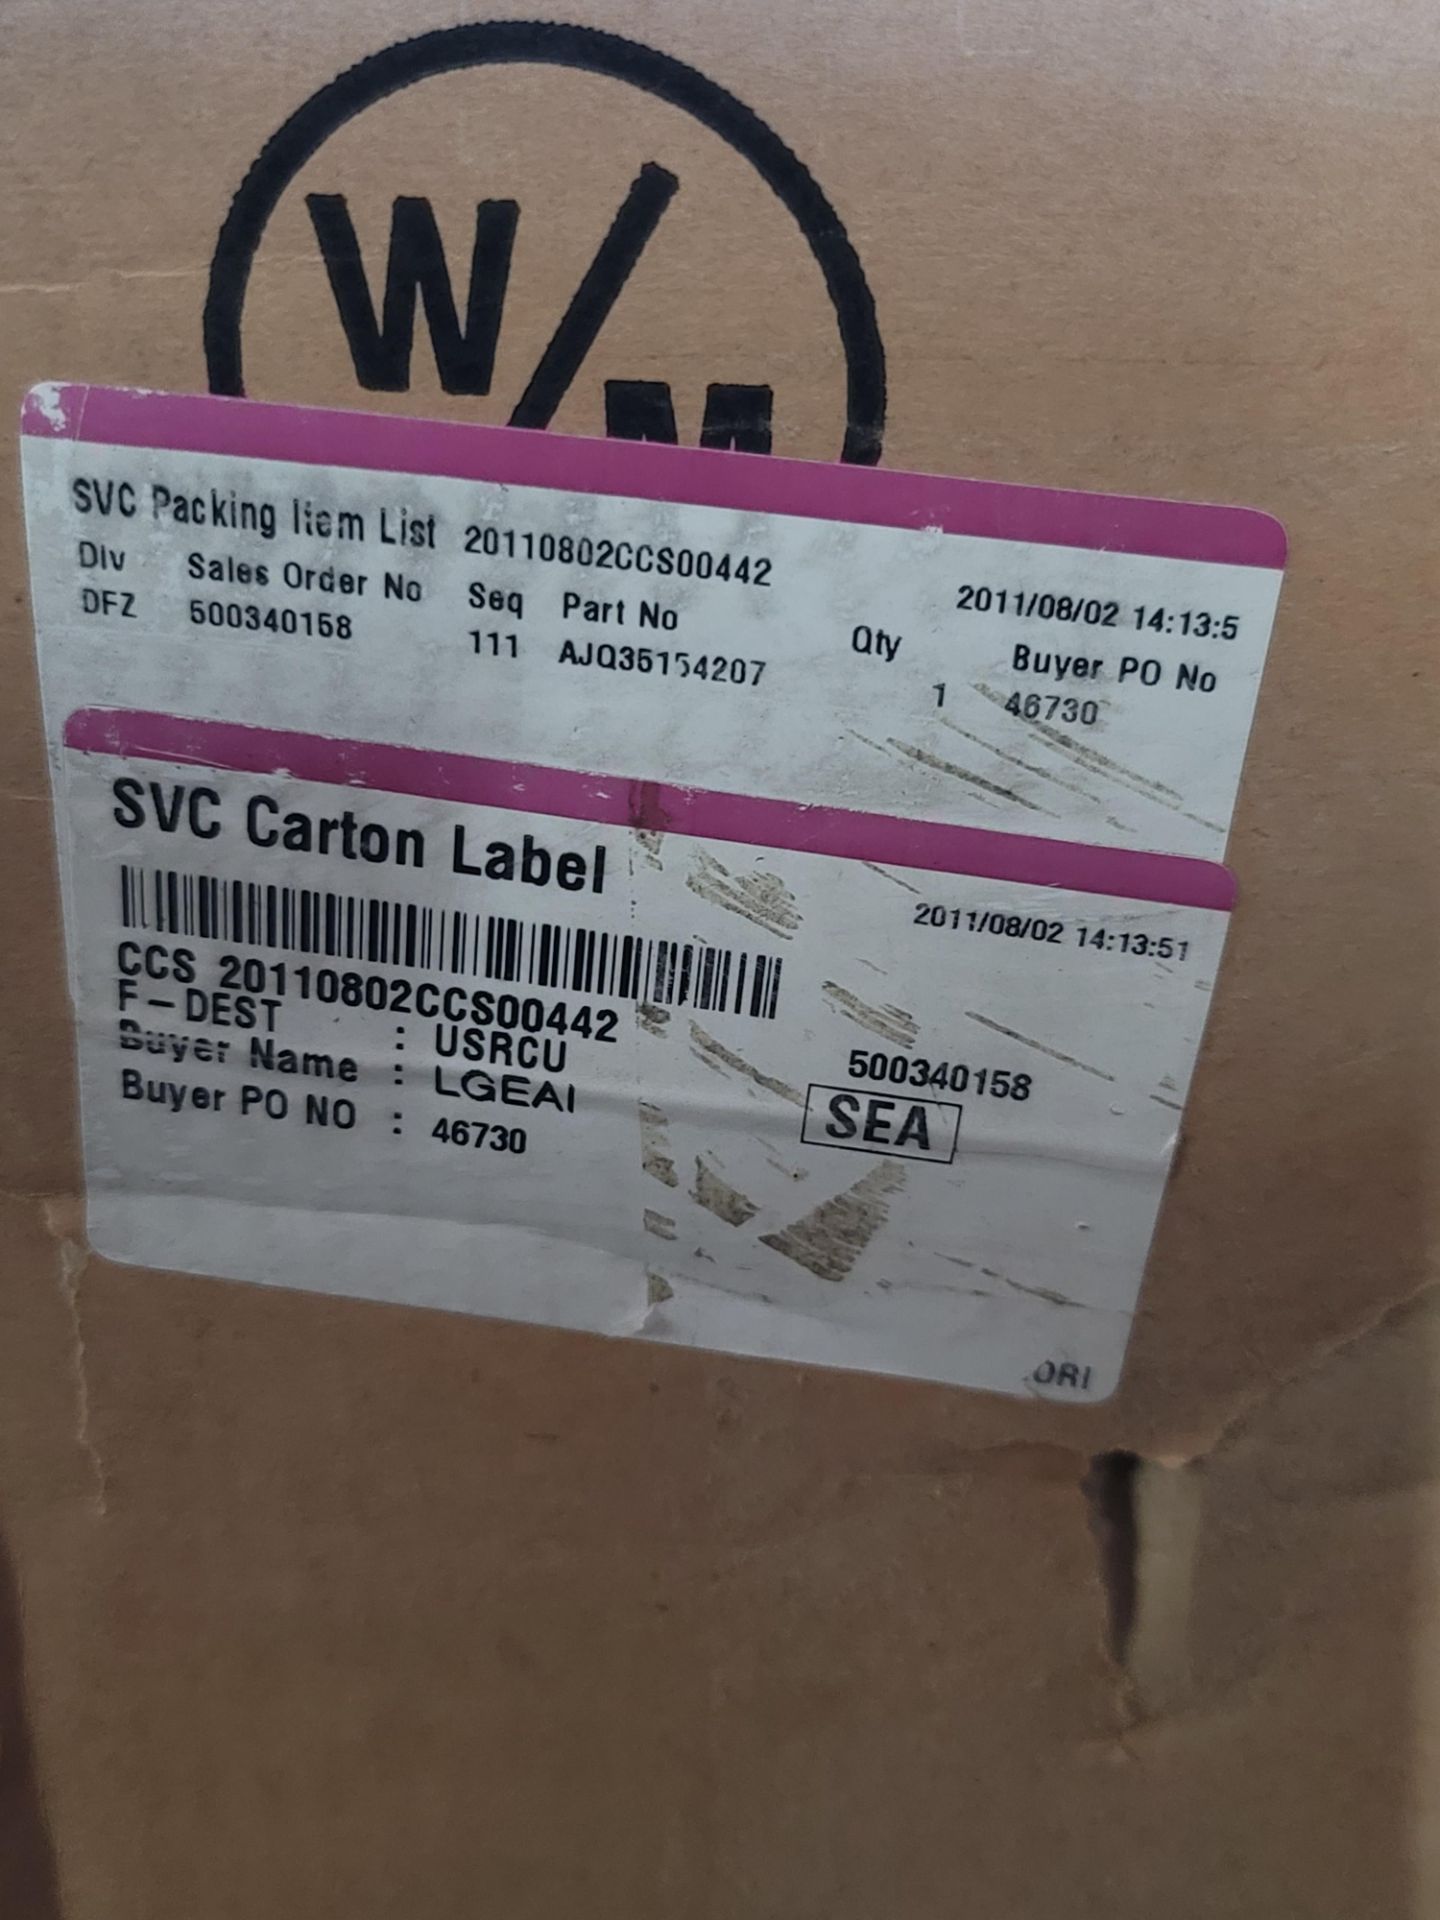 W/M
SVC Packing Item List 20110802CCS00442
2011/08/02 14:13:5
Div Sales Order No Seq Part No Qty Buyer PO No
DFZ 500340158 111 AJQ35154207 1 46730
SVC Carton Label
2011/08/02 14:13:51
CCS 20110802CCS00442
F-DEST : USRCU 500340158
Buyer Name : LGEAI SEA
Buyer PO NO : 46730
ORI